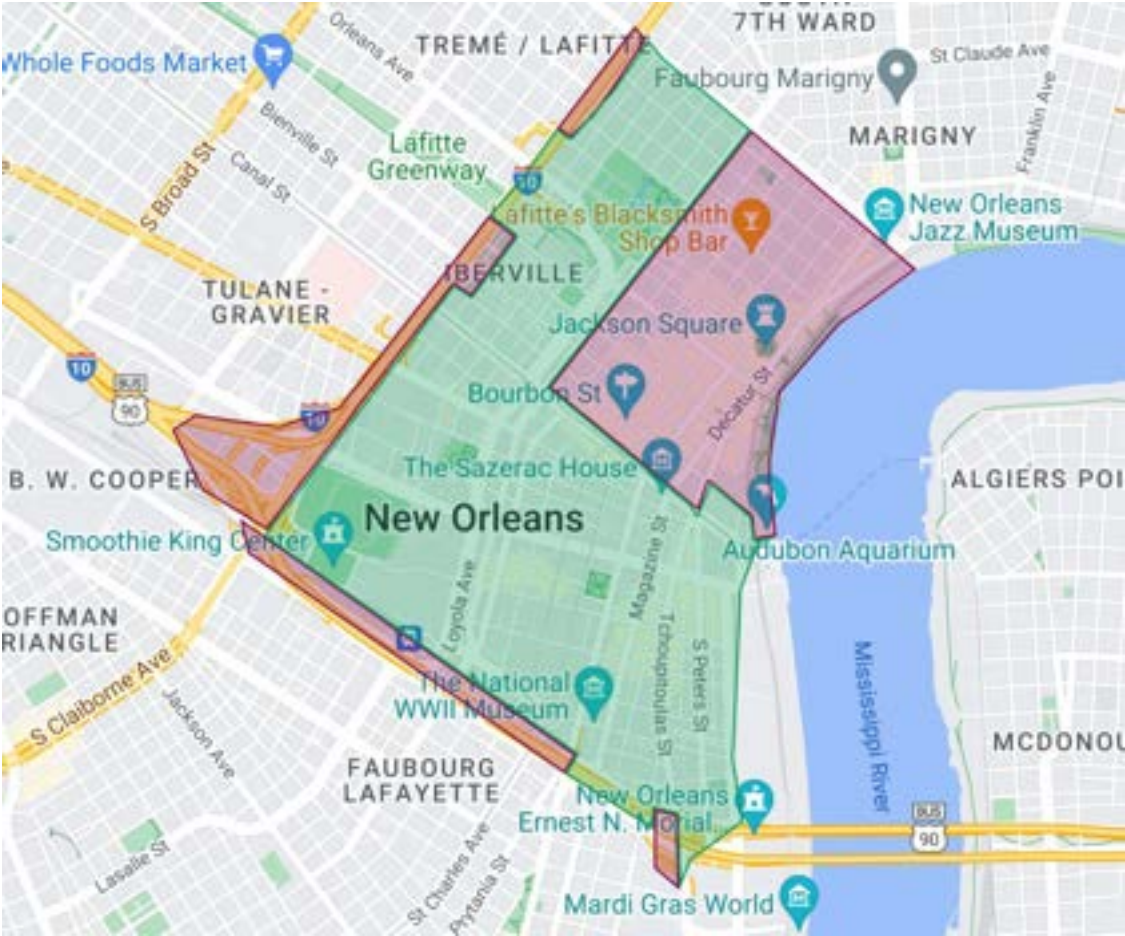 Orleans Ave
TREMÉ / LAFITTE
7TH WARD
St Claude Ave
Whole Foods Market
Faubourg Marigny
Franklin Ave
Bienville St
MARIGNY
Lafitte
Greenway
Canal St
S Broad St
10
Lafitte's Blacksmith
Shop Bar
New Orleans
Jazz Museum
IBERVILLE
TULANE -
GRAVIER
Jackson Square
10
BUS
90
Bourbon St
Decatur St
10
The Sazerac House
B. W. COOPER
ALGIERS POI
New Orleans
Smoothie King Center
Audubon Aquarium
Magazine St
Loyola Ave
OFFMAN
RIANGLE
Tchoupitoulas St
S Peters St
Mississippi River
S Claiborne Ave
The National
WWII Museum
Jackson Ave
MCDONOU
FAUBOURG
LAFAYETTE
New Orleans
Ernest N. Morial...
BUS
90
Lasalle St
St Charles Ave
Prytania St
Mardi Gras World